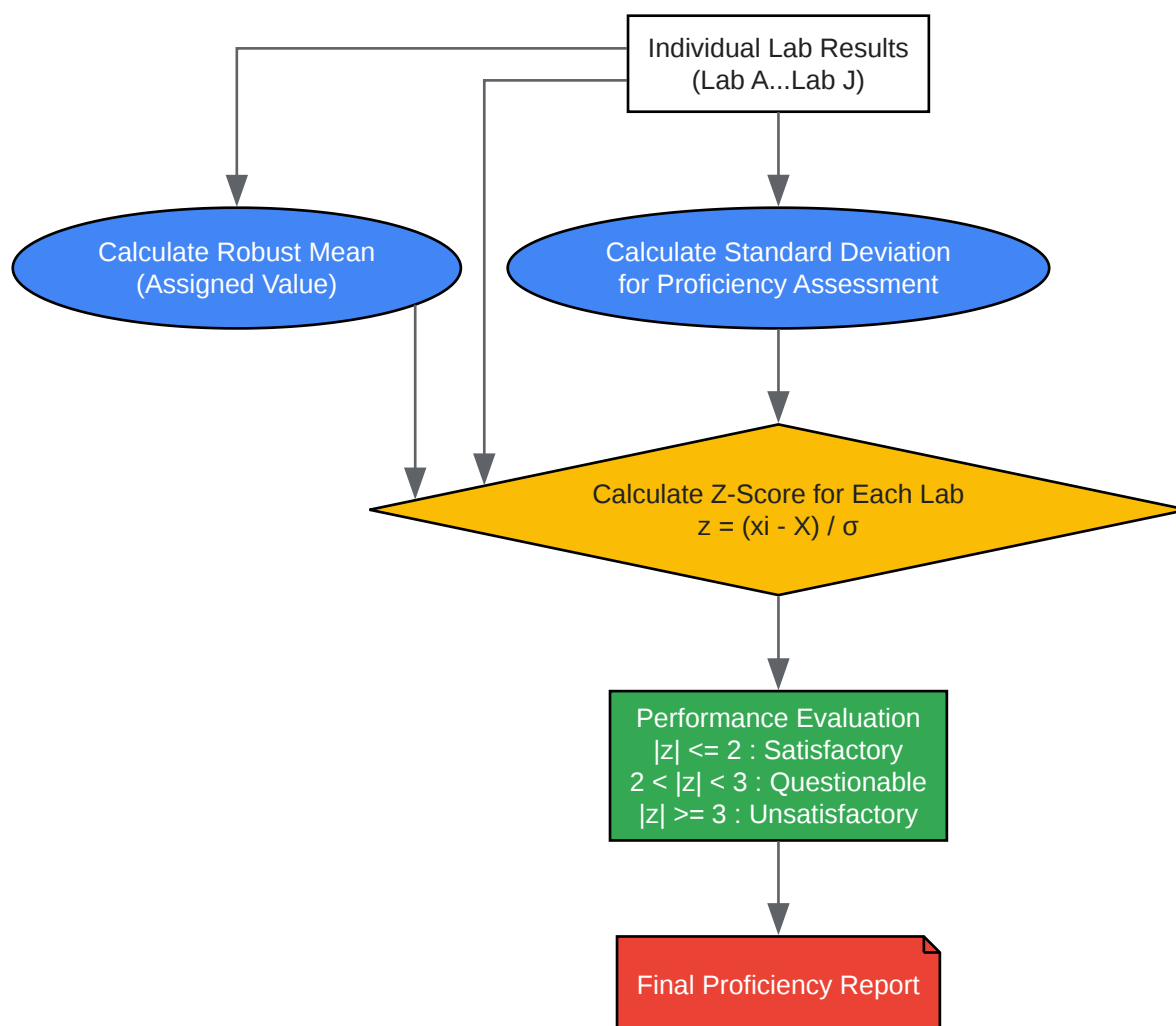 Individual Lab Results
(Lab A...Lab J)
Calculate Robust Mean
(Assigned Value)
Calculate Standard Deviation
for Proficiency Assessment
Calculate Z-Score for Each Lab
z = (xi - X) / σ
Performance Evaluation
|z| <= 2 : Satisfactory
2 < |z| < 3 : Questionable
|z| >= 3 : Unsatisfactory
Final Proficiency Report